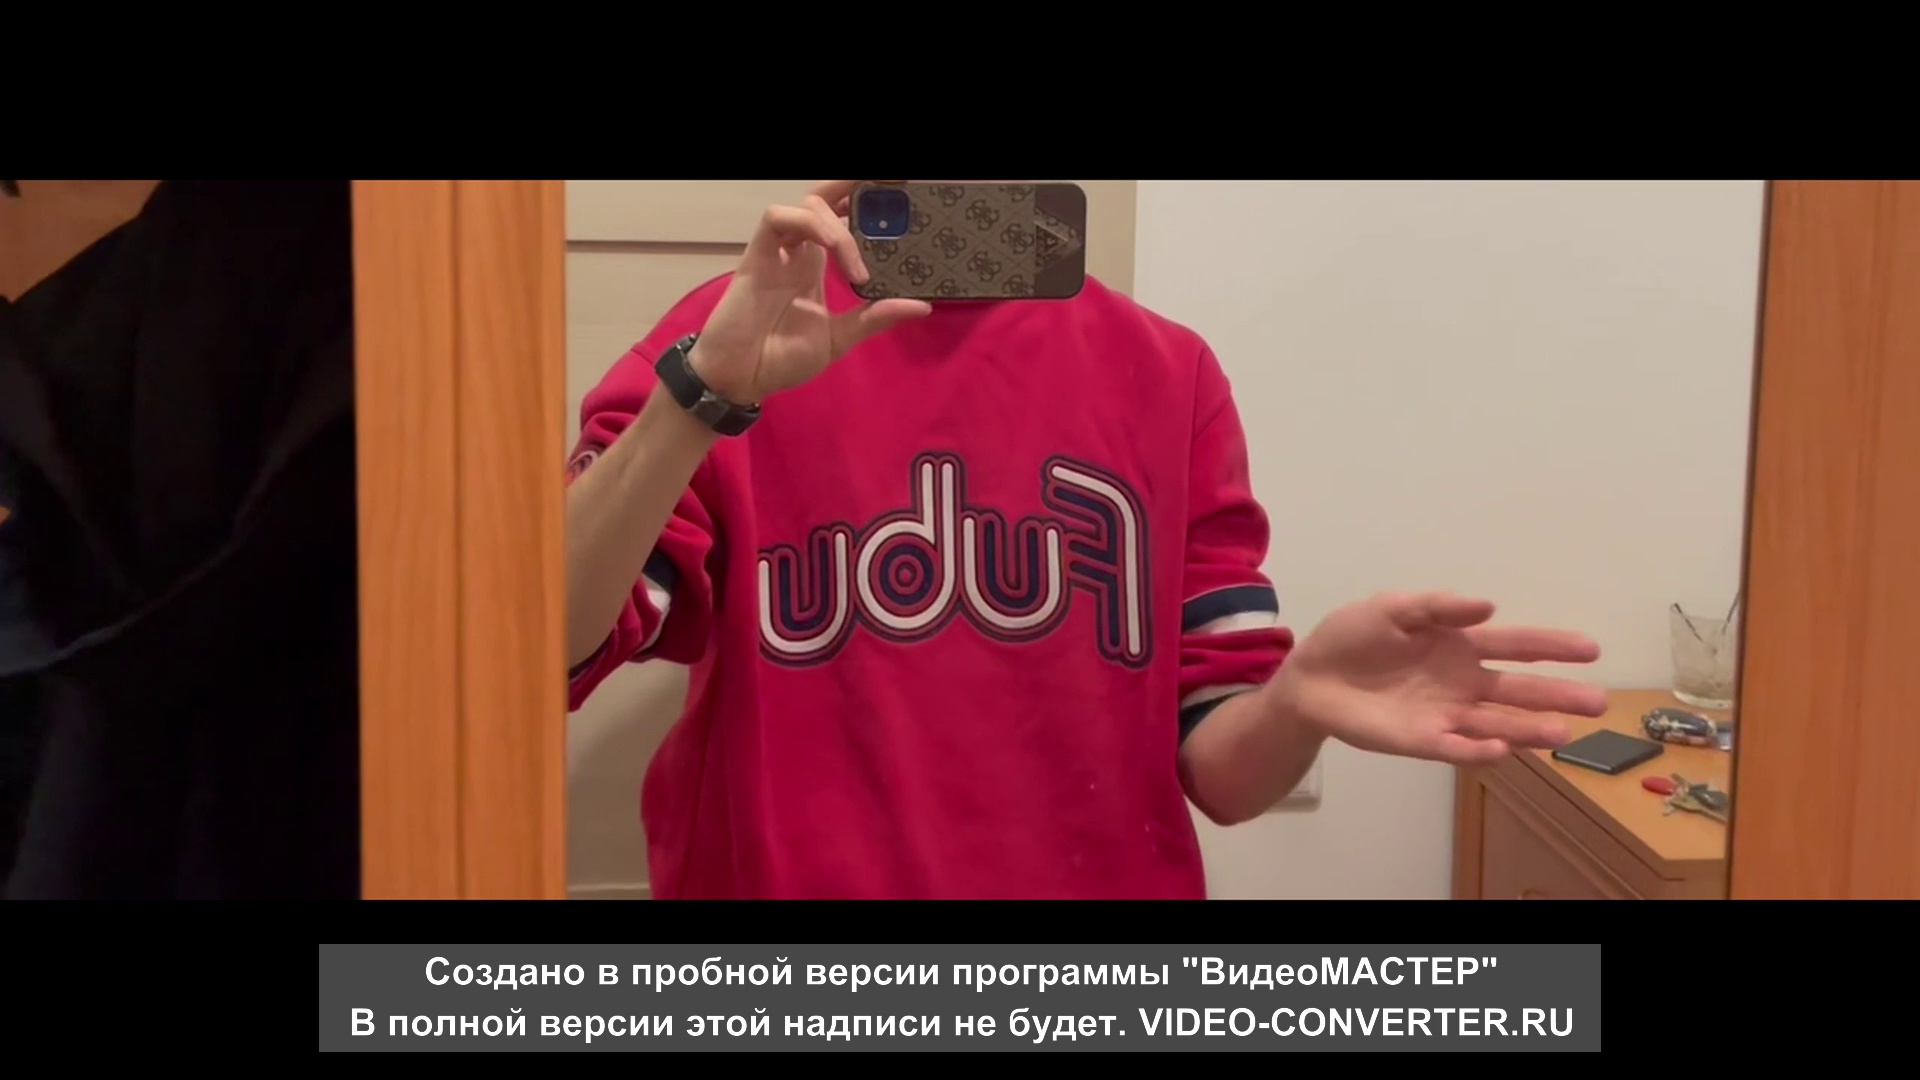 Fubu
Создано в пробной версии программы "ВидеоМАСТЕР"
В полной версии этой надписи не будет. VIDEO-CONVERTER.RU